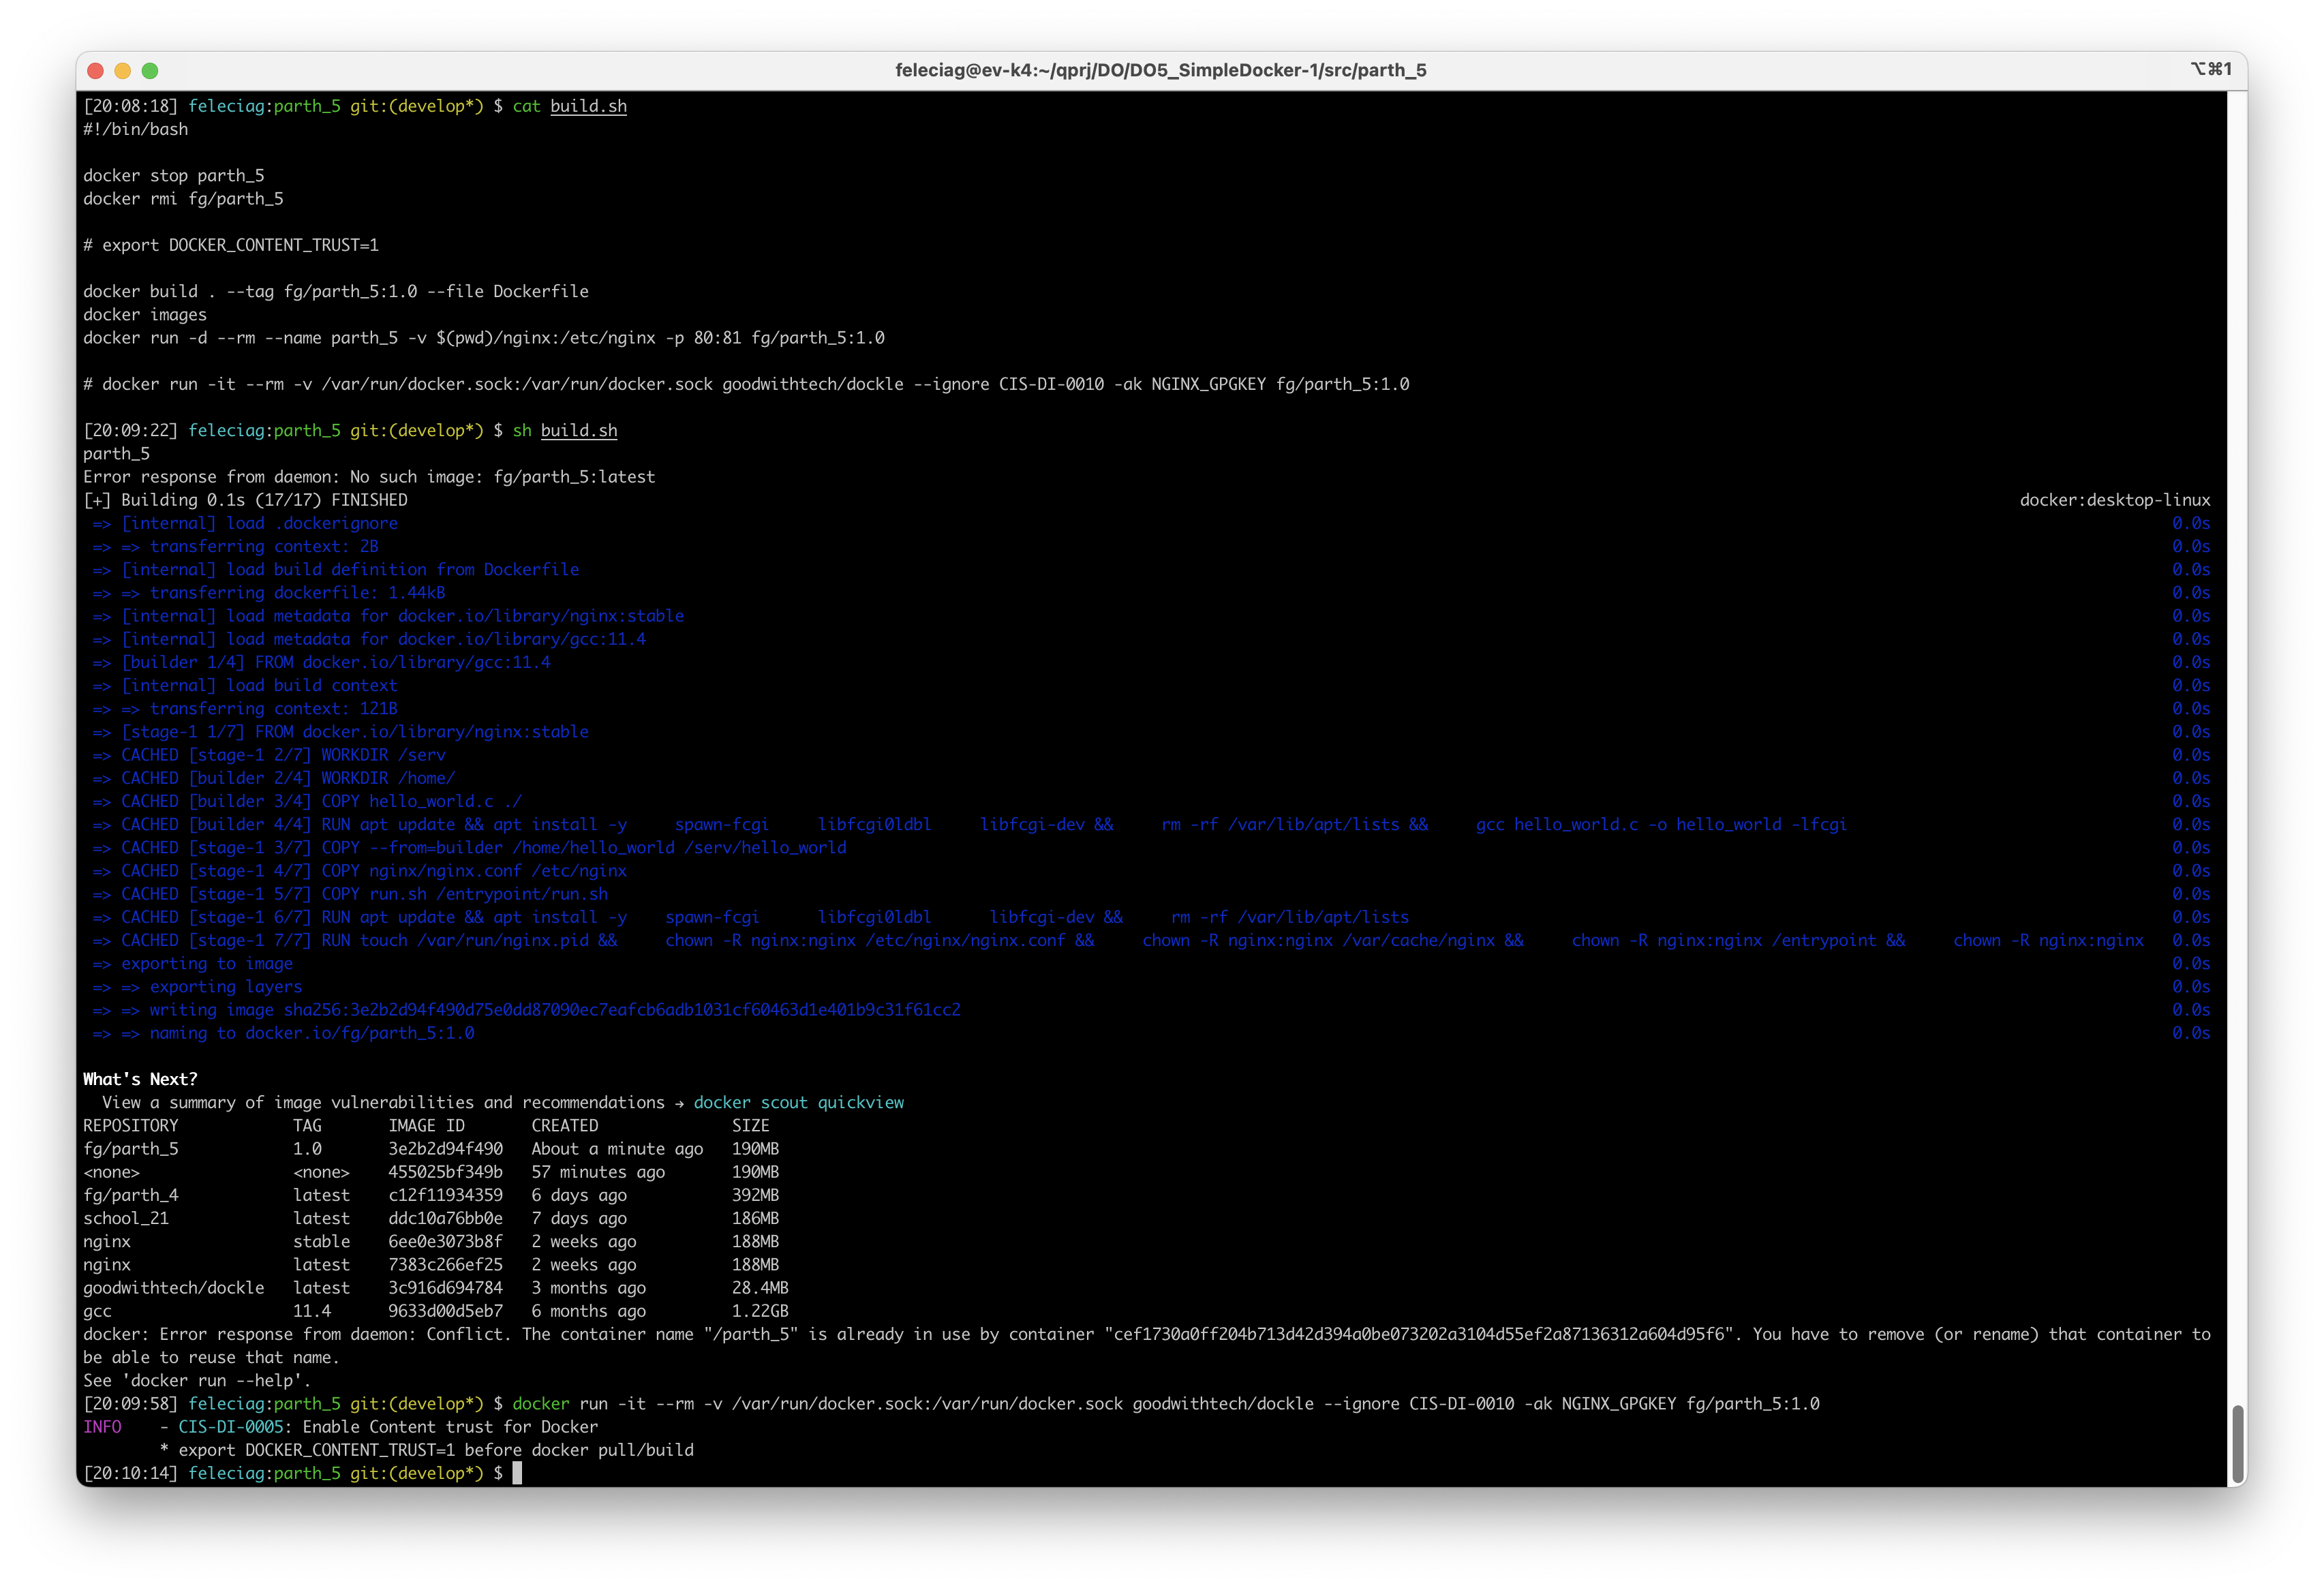 feleciag@ev-k4:~/qprj/DO/DO5_SimpleDocker-1/src/parth_5 ⌥⌘1
[20:08:18] feleciag:parth_5 git:(develop*) $ cat build.sh
#!/bin/bash
docker stop parth_5
docker rmi fg/parth_5
# export DOCKER_CONTENT_TRUST=1
docker build . --tag fg/parth_5:1.0 --file Dockerfile
docker images
docker run -d --rm --name parth_5 -v $(pwd)/nginx:/etc/nginx -p 80:81 fg/parth_5:1.0
# docker run -it --rm -v /var/run/docker.sock:/var/run/docker.sock goodwithtech/dockle --ignore CIS-DI-0010 -ak NGINX_GPGKEY fg/parth_5:1.0
[20:09:22] feleciag:parth_5 git:(develop*) $ sh build.sh
parth_5
Error response from daemon: No such image: fg/parth_5:latest
[+] Building 0.1s (17/17) FINISHED docker:desktop-linux
=> [internal] load .dockerignore 0.0s
=> => transferring context: 2B 0.0s
=> [internal] load build definition from Dockerfile 0.0s
=> => transferring dockerfile: 1.44kB 0.0s
=> [internal] load metadata for docker.io/library/nginx:stable 0.0s
=> [internal] load metadata for docker.io/library/gcc:11.4 0.0s
=> [builder 1/4] FROM docker.io/library/gcc:11.4 0.0s
=> [internal] load build context 0.0s
=> => transferring context: 121B 0.0s
=> [stage-1 1/7] FROM docker.io/library/nginx:stable 0.0s
=> CACHED [stage-1 2/7] WORKDIR /serv 0.0s
=> CACHED [builder 2/4] WORKDIR /home/ 0.0s
=> CACHED [builder 3/4] COPY hello_world.c ./ 0.0s
=> CACHED [builder 4/4] RUN apt update && apt install -y     spawn-fcgi     libfcgi0ldbl     libfcgi-dev &&     rm -rf /var/lib/apt/lists &&     gcc hello_world.c -o hello_world -lfcgi 0.0s
=> CACHED [stage-1 3/7] COPY --from=builder /home/hello_world /serv/hello_world 0.0s
=> CACHED [stage-1 4/7] COPY nginx/nginx.conf /etc/nginx 0.0s
=> CACHED [stage-1 5/7] COPY run.sh /entrypoint/run.sh 0.0s
=> CACHED [stage-1 6/7] RUN apt update && apt install -y    spawn-fcgi      libfcgi0ldbl      libfcgi-dev &&     rm -rf /var/lib/apt/lists 0.0s
=> CACHED [stage-1 7/7] RUN touch /var/run/nginx.pid &&     chown -R nginx:nginx /etc/nginx/nginx.conf &&     chown -R nginx:nginx /var/cache/nginx &&     chown -R nginx:nginx /entrypoint &&     chown -R nginx:nginx 0.0s
=> exporting to image 0.0s
=> => exporting layers 0.0s
=> => writing image sha256:3e2b2d94f490d75e0dd87090ec7eafcb6adb1031cf60463d1e401b9c31f61cc2 0.0s
=> => naming to docker.io/fg/parth_5:1.0 0.0s
What's Next?
View a summary of image vulnerabilities and recommendations → docker scout quickview
REPOSITORY TAG IMAGE ID CREATED SIZE
fg/parth_5 1.0 3e2b2d94f490 About a minute ago 190MB
<none> <none> 455025bf349b 57 minutes ago 190MB
fg/parth_4 latest c12f11934359 6 days ago 392MB
school_21 latest ddc10a76bb0e 7 days ago 186MB
nginx stable 6ee0e3073b8f 2 weeks ago 188MB
nginx latest 7383c266ef25 2 weeks ago 188MB
goodwithtech/dockle latest 3c916d694784 3 months ago 28.4MB
gcc 11.4 9633d00d5eb7 6 months ago 1.22GB
docker: Error response from daemon: Conflict. The container name "/parth_5" is already in use by container "cef1730a0ff204b713d42d394a0be073202a3104d55ef2a87136312a604d95f6". You have to remove (or rename) that container to
be able to reuse that name.
See 'docker run --help'.
[20:09:58] feleciag:parth_5 git:(develop*) $ docker run -it --rm -v /var/run/docker.sock:/var/run/docker.sock goodwithtech/dockle --ignore CIS-DI-0010 -ak NGINX_GPGKEY fg/parth_5:1.0
INFO    - CIS-DI-0005: Enable Content trust for Docker
* export DOCKER_CONTENT_TRUST=1 before docker pull/build
[20:10:14] feleciag:parth_5 git:(develop*) $